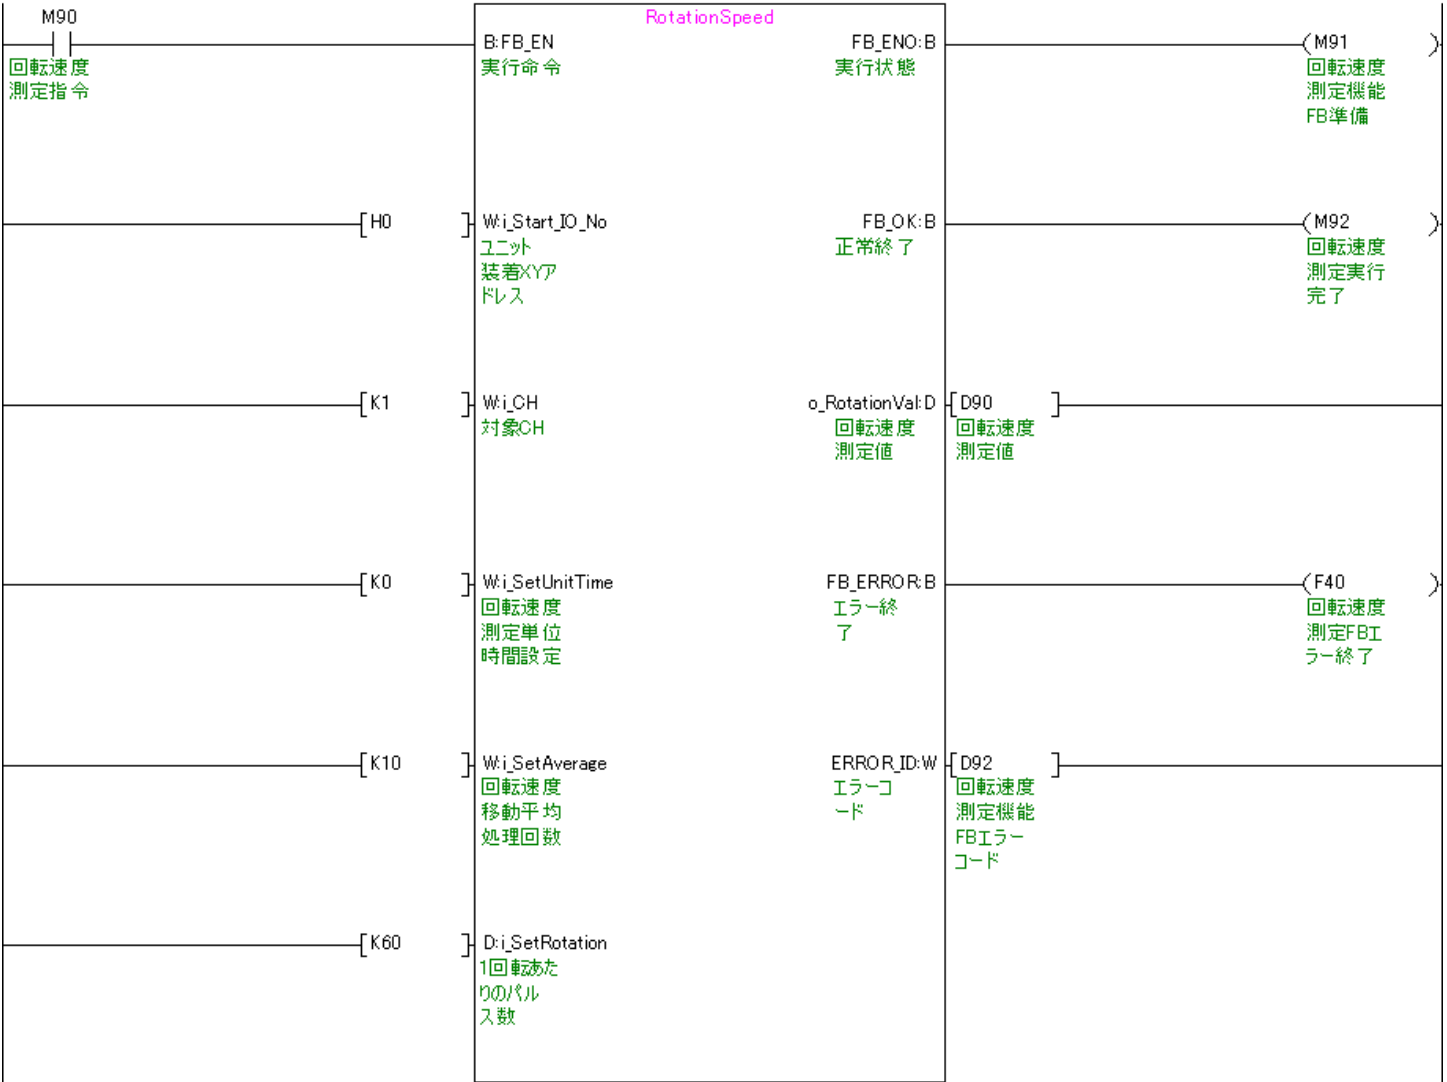 M90
RotationSpeed
B:FB_EN
FB_ENO:B
M91
回転速度
測定指令
実行命令
実行状態
回転速度
測定機能
FB準備
H0
W:i_Start_IO_No
FB_OK:B
M92
ユニット
装着XYア
ドレス
正常終了
回転速度
測定実行
完了
K1
W:i_CH
o_RotationVal:D
D90
対象CH
回転速度
測定値
回転速度
測定値
K0
W:i_SetUnitTime
FB_ERROR:B
F40
回転速度
測定単位
時間設定
エラー終
了
回転速度
測定FBエ
ラー終了
K10
W:i_SetAverage
ERROR_ID:W
D92
回転速度
移動平均
処理回数
エラーコ
ード
回転速度
測定機能
FBエラー
コード
K60
D:i_SetRotation
1回転あた
りのパル
ス数